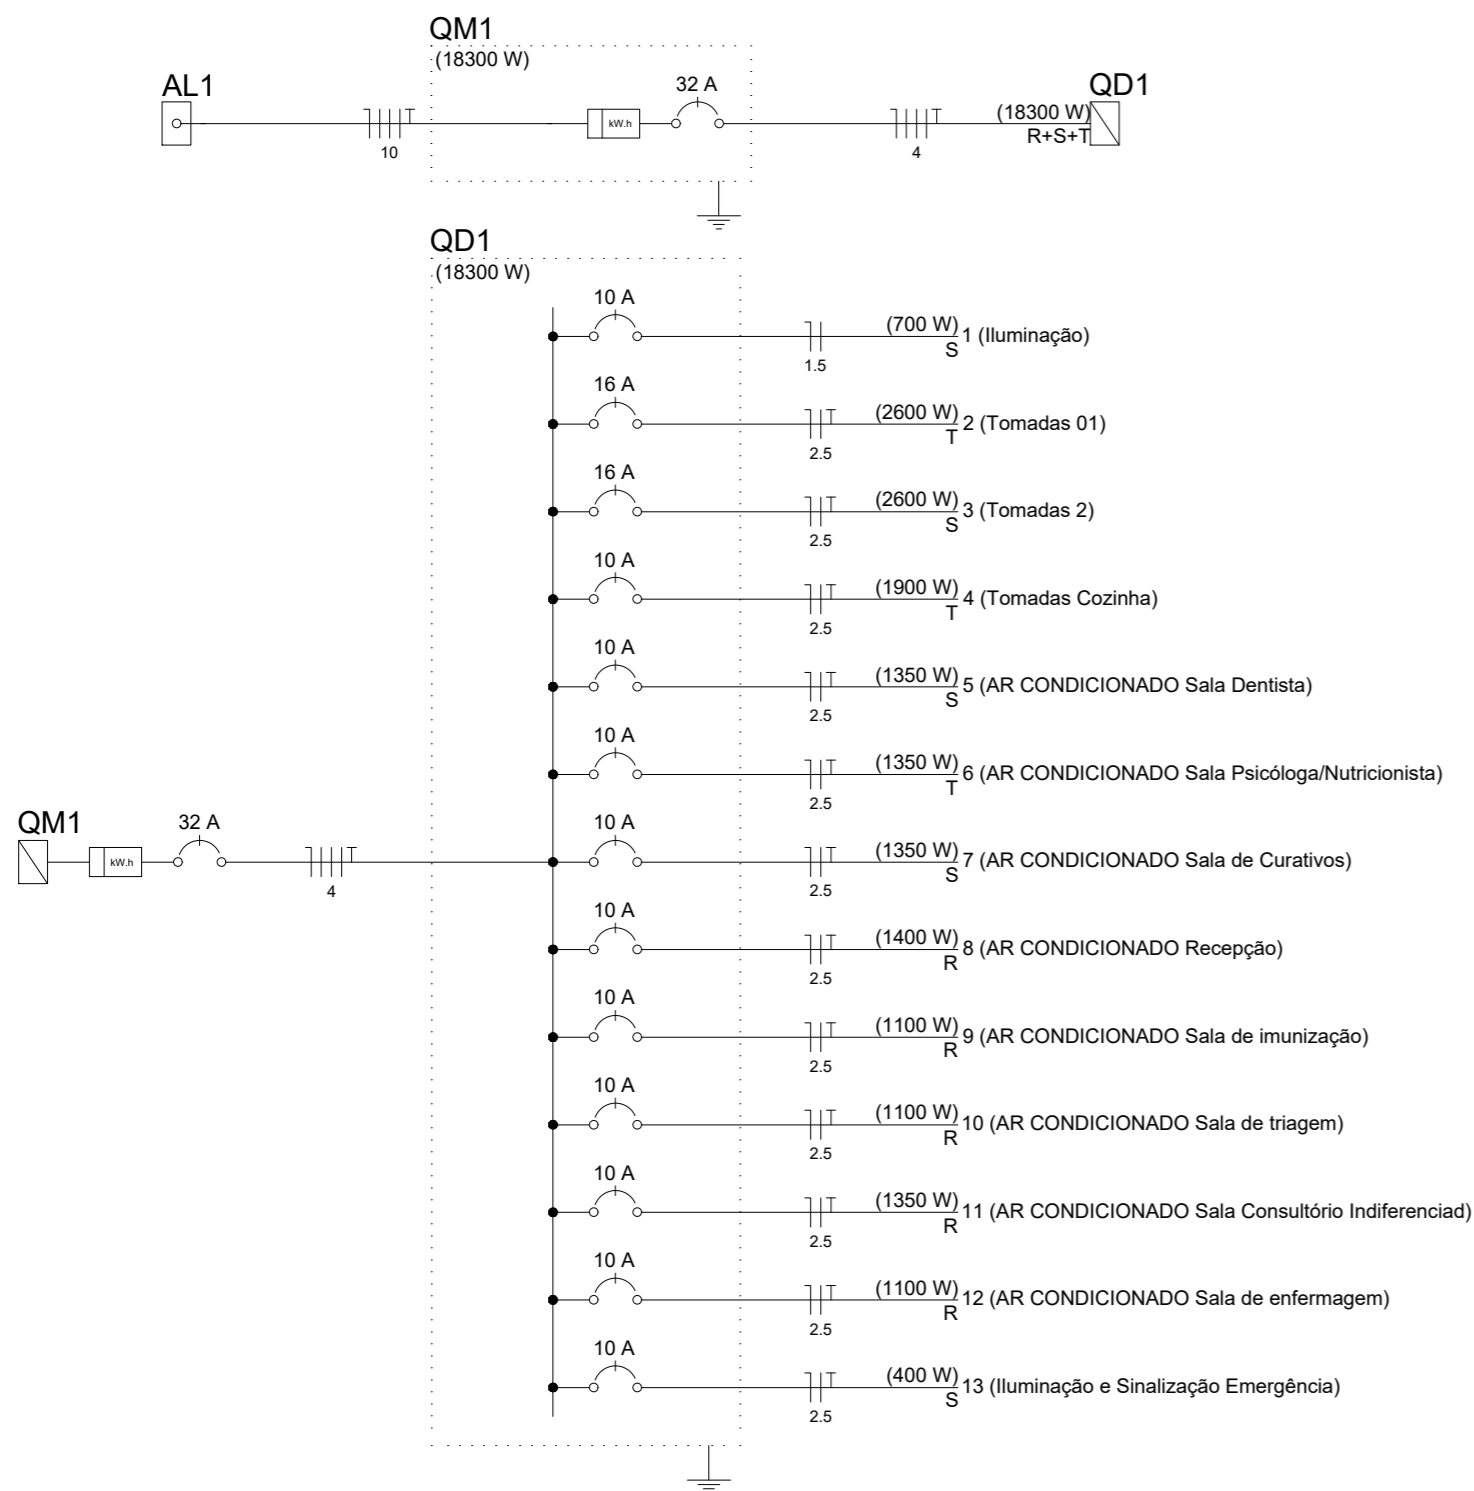 QM1
(18300 W)
AL1
32 A
QD1
kW.h
(18300 W)
R+S+T
10
4
QD1
(18300 W)
10 A
(700 W)
1 (Iluminação)
S
1.5
16 A
(2600 W)
2 (Tomadas 01)
T
2.5
16 A
(2600 W)
3 (Tomadas 2)
S
2.5
10 A
(1900 W)
4 (Tomadas Cozinha)
T
2.5
10 A
(1350 W)
5 (AR CONDICIONADO Sala Dentista)
S
2.5
10 A
(1350 W)
6 (AR CONDICIONADO Sala Psicóloga/Nutricionista)
T
2.5
QM1
32 A
kW.h
4
10 A
(1350 W)
7 (AR CONDICIONADO Sala de Curativos)
S
2.5
10 A
(1400 W)
8 (AR CONDICIONADO Recepção)
R
2.5
10 A
(1100 W)
9 (AR CONDICIONADO Sala de imunização)
R
2.5
10 A
(1100 W)
10 (AR CONDICIONADO Sala de triagem)
R
2.5
10 A
(1350 W)
11 (AR CONDICIONADO Sala Consultório Indiferenciad)
R
2.5
10 A
(1100 W)
12 (AR CONDICIONADO Sala de enfermagem)
R
2.5
10 A
(400 W)
13 (Iluminação e Sinalização Emergência)
S
2.5